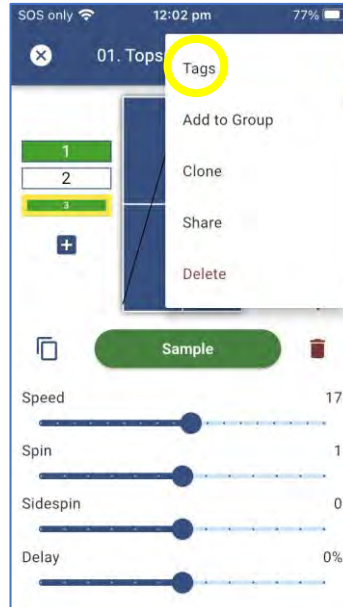 SOS only 12:02 pm 77%
01. Tops
Tags
Add to Group
Clone
Share
Delete
1
2
3
Sample
Speed 17
Spin 1
Sidespin 0
Delay 0%